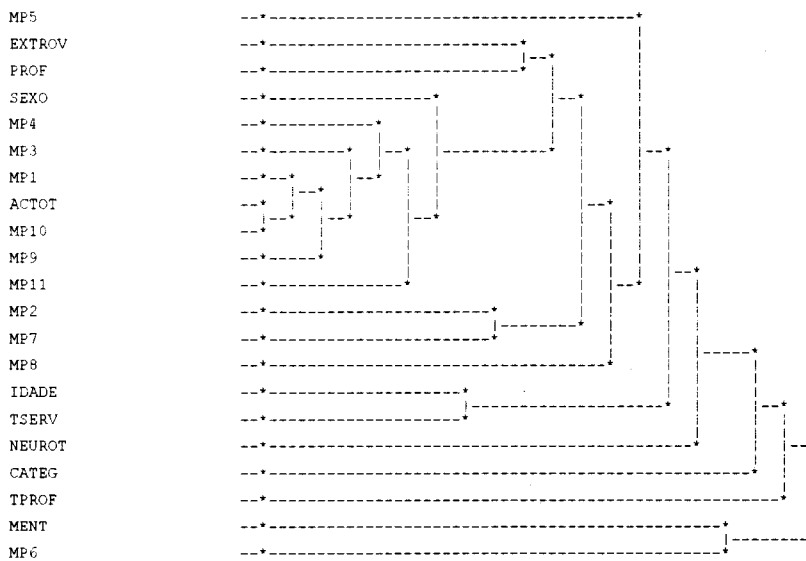 MP5
EXTROV
PROF
SEXO
MP4
MP3
MP1
ACTOT
MP10
MP9
MP11
MP2
MP7
MP8
IDADE
TSERV
NEUROT
CATEG
TPROF
MENT
MP6